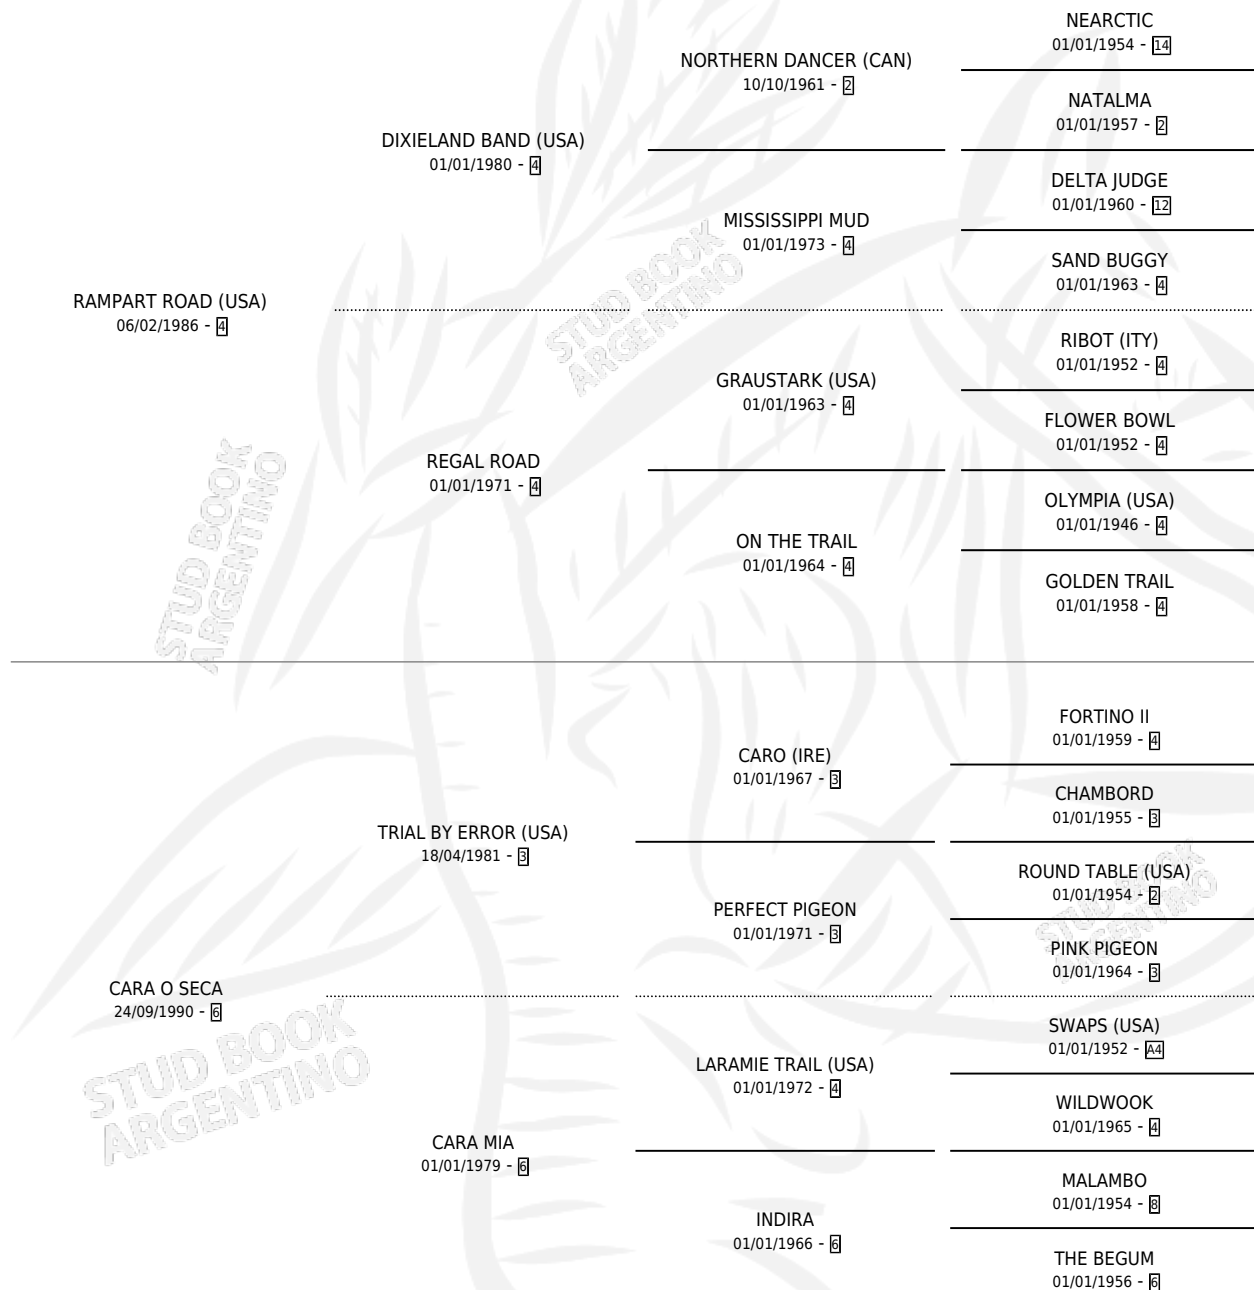 NEARCTIC
01/01/1954 - 14
NORTHERN DANCER (CAN)
10/10/1961 - 2
NATALMA
01/01/1957 - 2
DIXIELAND BAND (USA)
01/01/1980 - 4
DELTA JUDGE
01/01/1960 - 12
MISSISSIPPI MUD
01/01/1973 - 4
SAND BUGGY
01/01/1963 - 4
RAMPART ROAD (USA)
06/02/1986 - 4
RIBOT (ITY)
01/01/1952 - 4
GRAUSTARK (USA)
01/01/1963 - 4
FLOWER BOWL
01/01/1952 - 4
REGAL ROAD
01/01/1971 - 4
OLYMPIA (USA)
01/01/1946 - 4
ON THE TRAIL
01/01/1964 - 4
GOLDEN TRAIL
01/01/1958 - 4
FORTINO II
01/01/1959 - 4
CARO (IRE)
01/01/1967 - 3
CHAMBORD
01/01/1955 - 3
TRIAL BY ERROR (USA)
18/04/1981 - 3
ROUND TABLE (USA)
01/01/1954 - 2
PERFECT PIGEON
01/01/1971 - 3
PINK PIGEON
01/01/1964 - 3
CARA O SECA
24/09/1990 - 6
SWAPS (USA)
01/01/1952 - A4
LARAMIE TRAIL (USA)
01/01/1972 - 4
WILDWOOK
01/01/1965 - 4
CARA MIA
01/01/1979 - 6
MALAMBO
01/01/1954 - 8
INDIRA
01/01/1966 - 6
THE BEGUM
01/01/1956 - 6
STUD BOOK
ARGENTINO
STUD BOOK
ARGENTINO
STUD BOOK
ARGENTINO
STUD BOOK
ARGENTINO